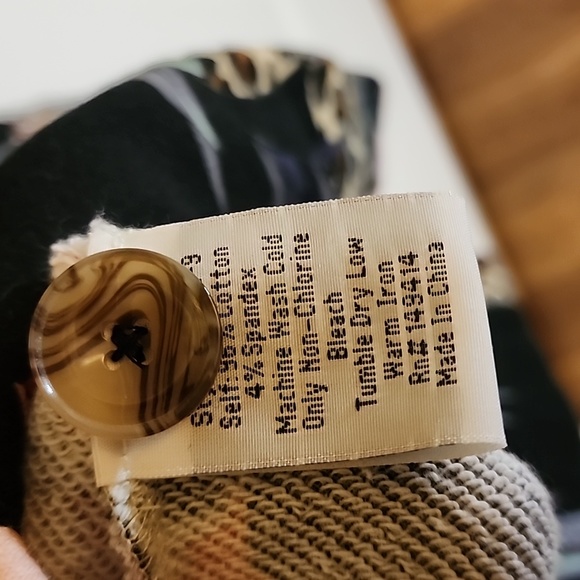 Self: 96% Cotton
4% Spandex
Machine Wash Cold
Only Non-Chlorine
Bleach
Tumble Dry Low
Warm Iron
Rn# 149414
Made In China